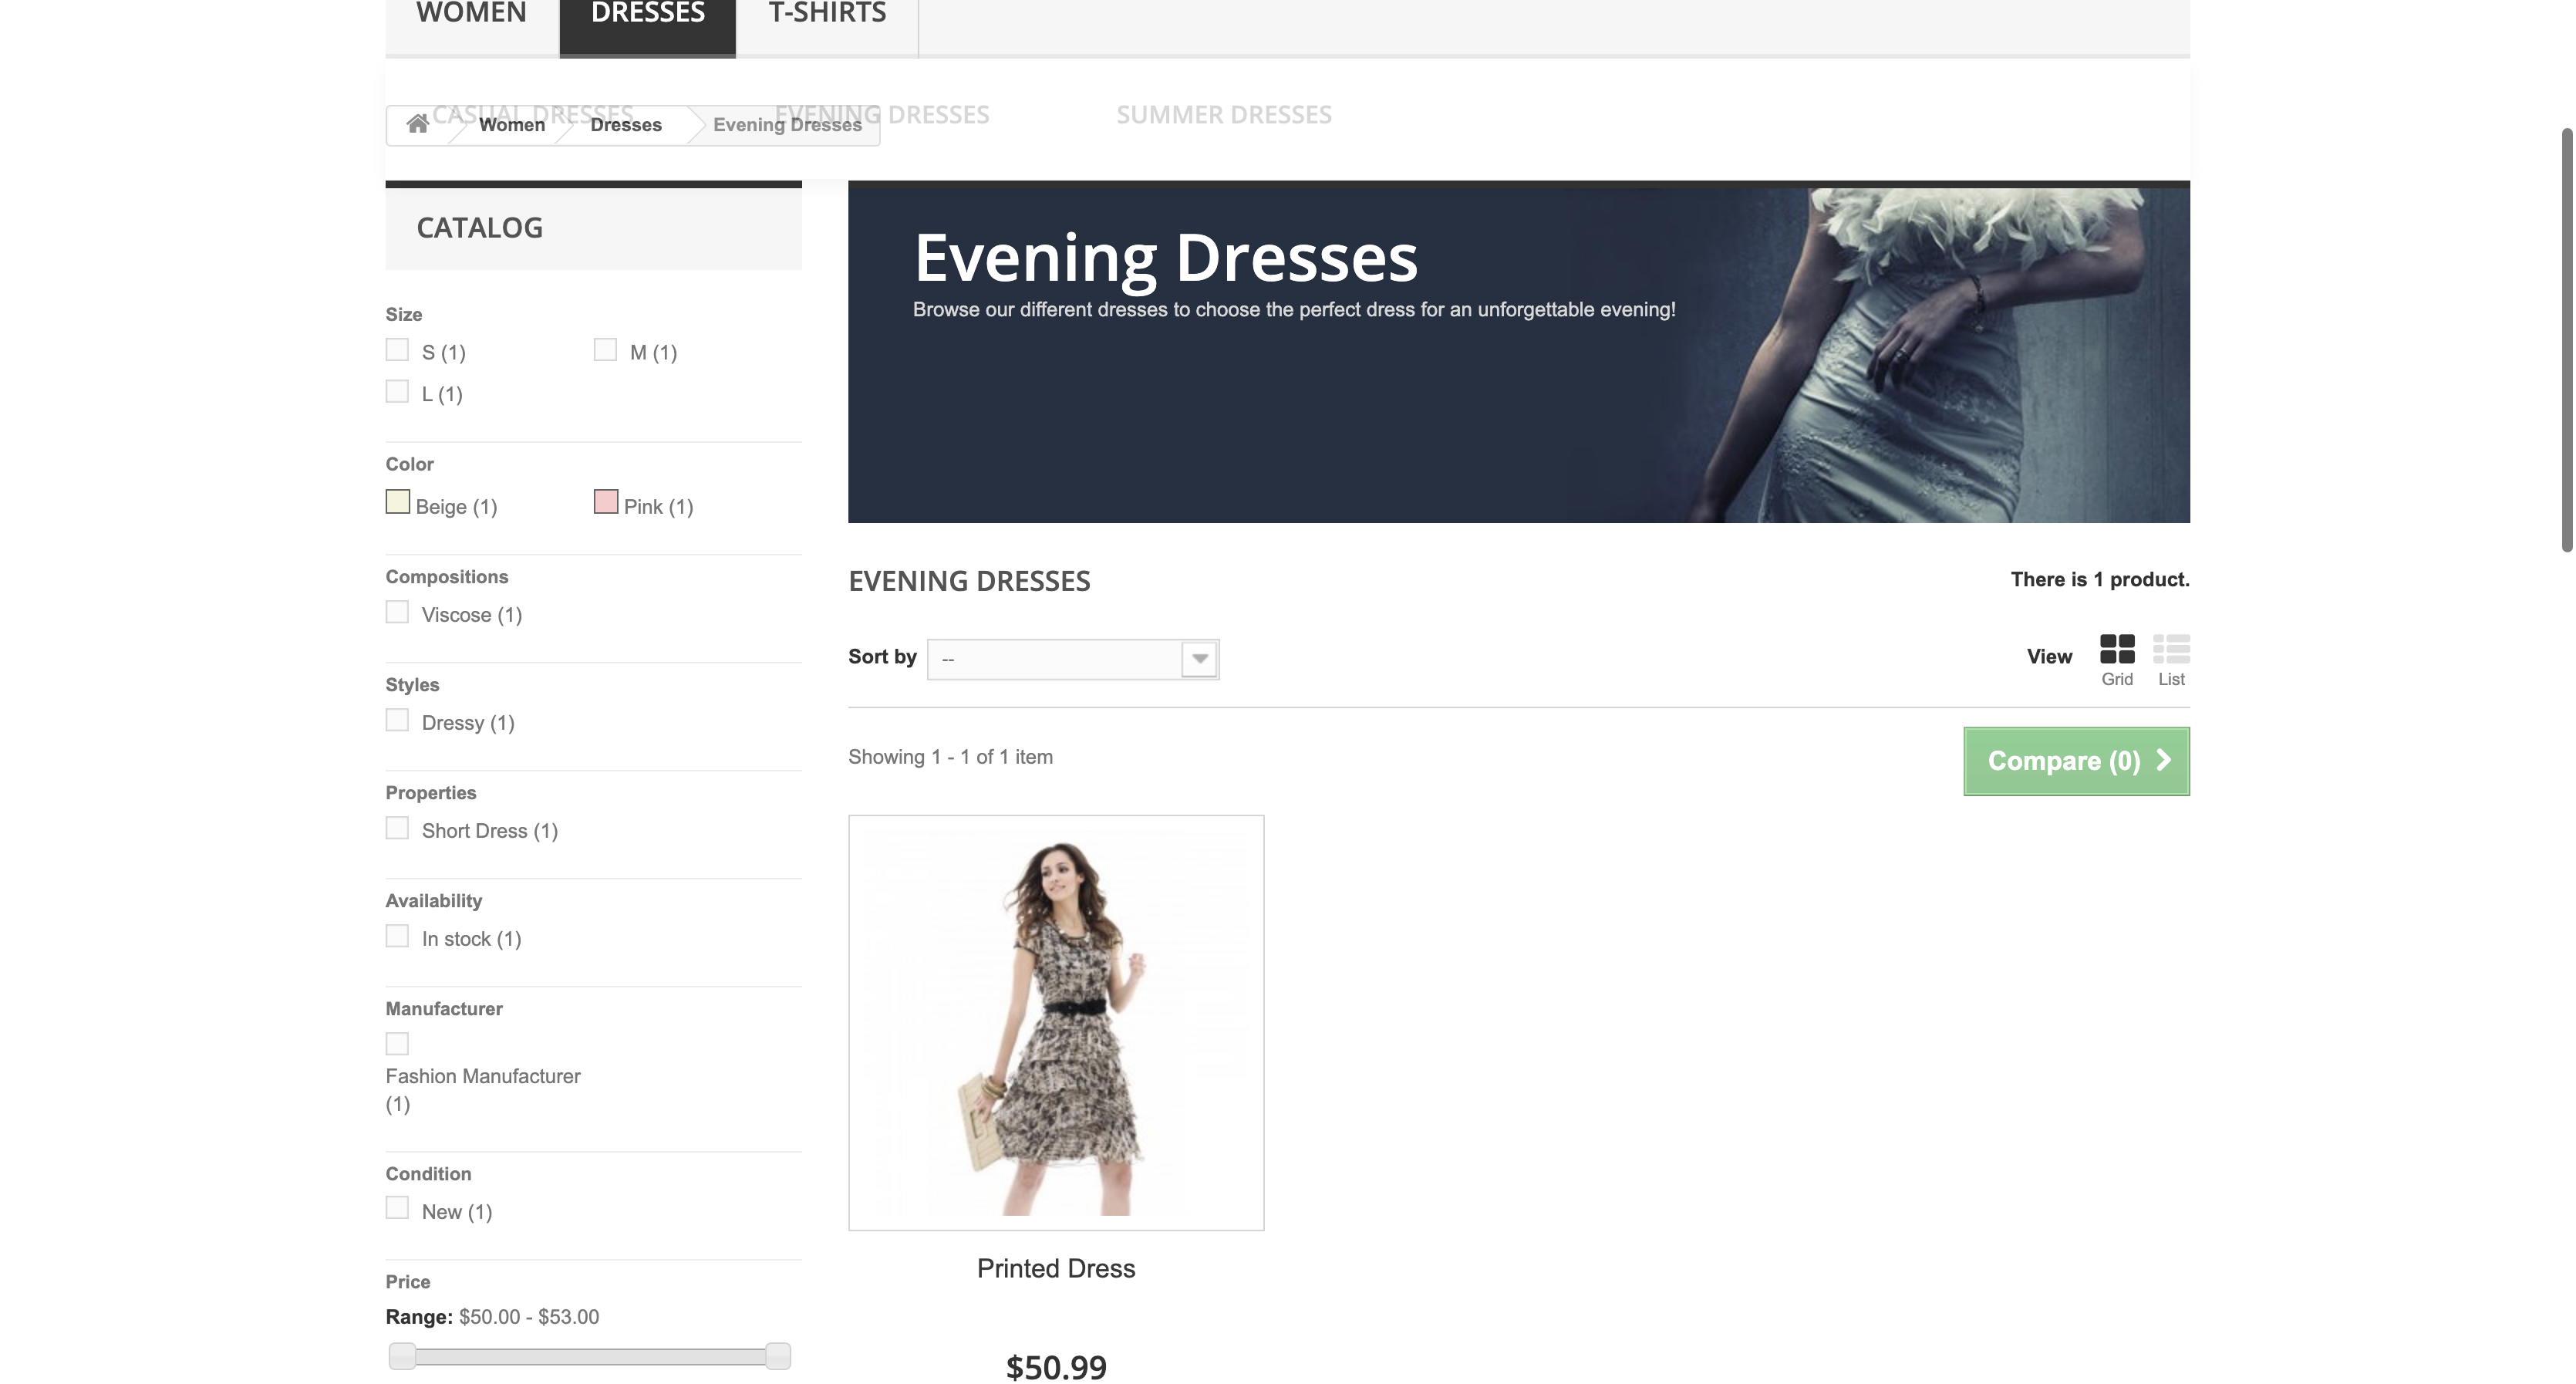 WOMEN
DRESSES
T-SHIRTS
CASUAL DRESSES
EVENING DRESSES
SUMMER DRESSES
Women
Dresses
Evening Dresses
CATALOG
Size
S (1)
M (1)
L (1)
Color
Beige (1)
Pink (1)
Compositions
Viscose (1)
Styles
Dressy (1)
Properties
Short Dress (1)
Availability
In stock (1)
Manufacturer
Fashion Manufacturer
(1)
Condition
New (1)
Price
Range: $50.00 - $53.00
Evening Dresses
Browse our different dresses to choose the perfect dress for an unforgettable evening!
EVENING DRESSES
There is 1 product.
Sort by
--
View
Grid
List
Showing 1 - 1 of 1 item
Compare (0)
Printed Dress
$50.99